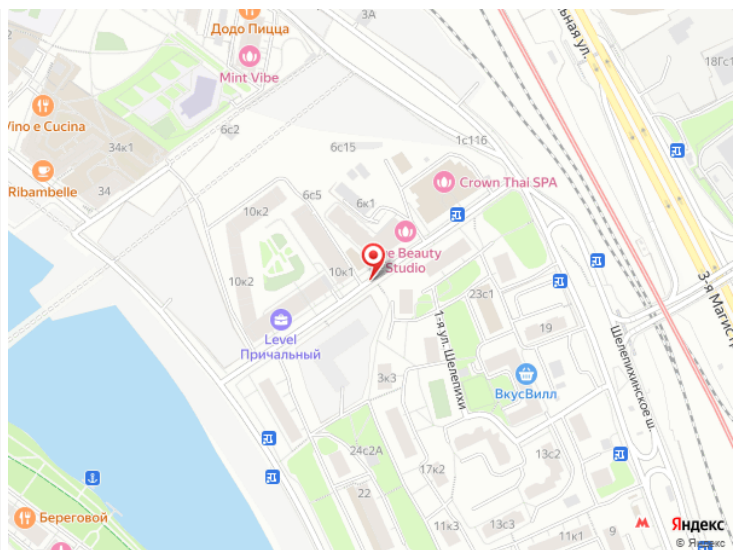 3А
Додо Пицца
Mint Vibe
18Гс1
Vino e Cucina
34к1
6с2
6с15
1с116
Ribambelle
34
6с5
6к1
Crown Thai SPA
10к2
Beauty
Studio
10к2
10к1
23с1
3-я Магист
Level
Причальный
1-я ул. Шелепихи
19
Шелепихинское ш.
3к3
ВкусВилл
24с2А
13с2
17к2
22
Береговой
11к3
13с3
11к1
9
Яндекс
© Яндекс